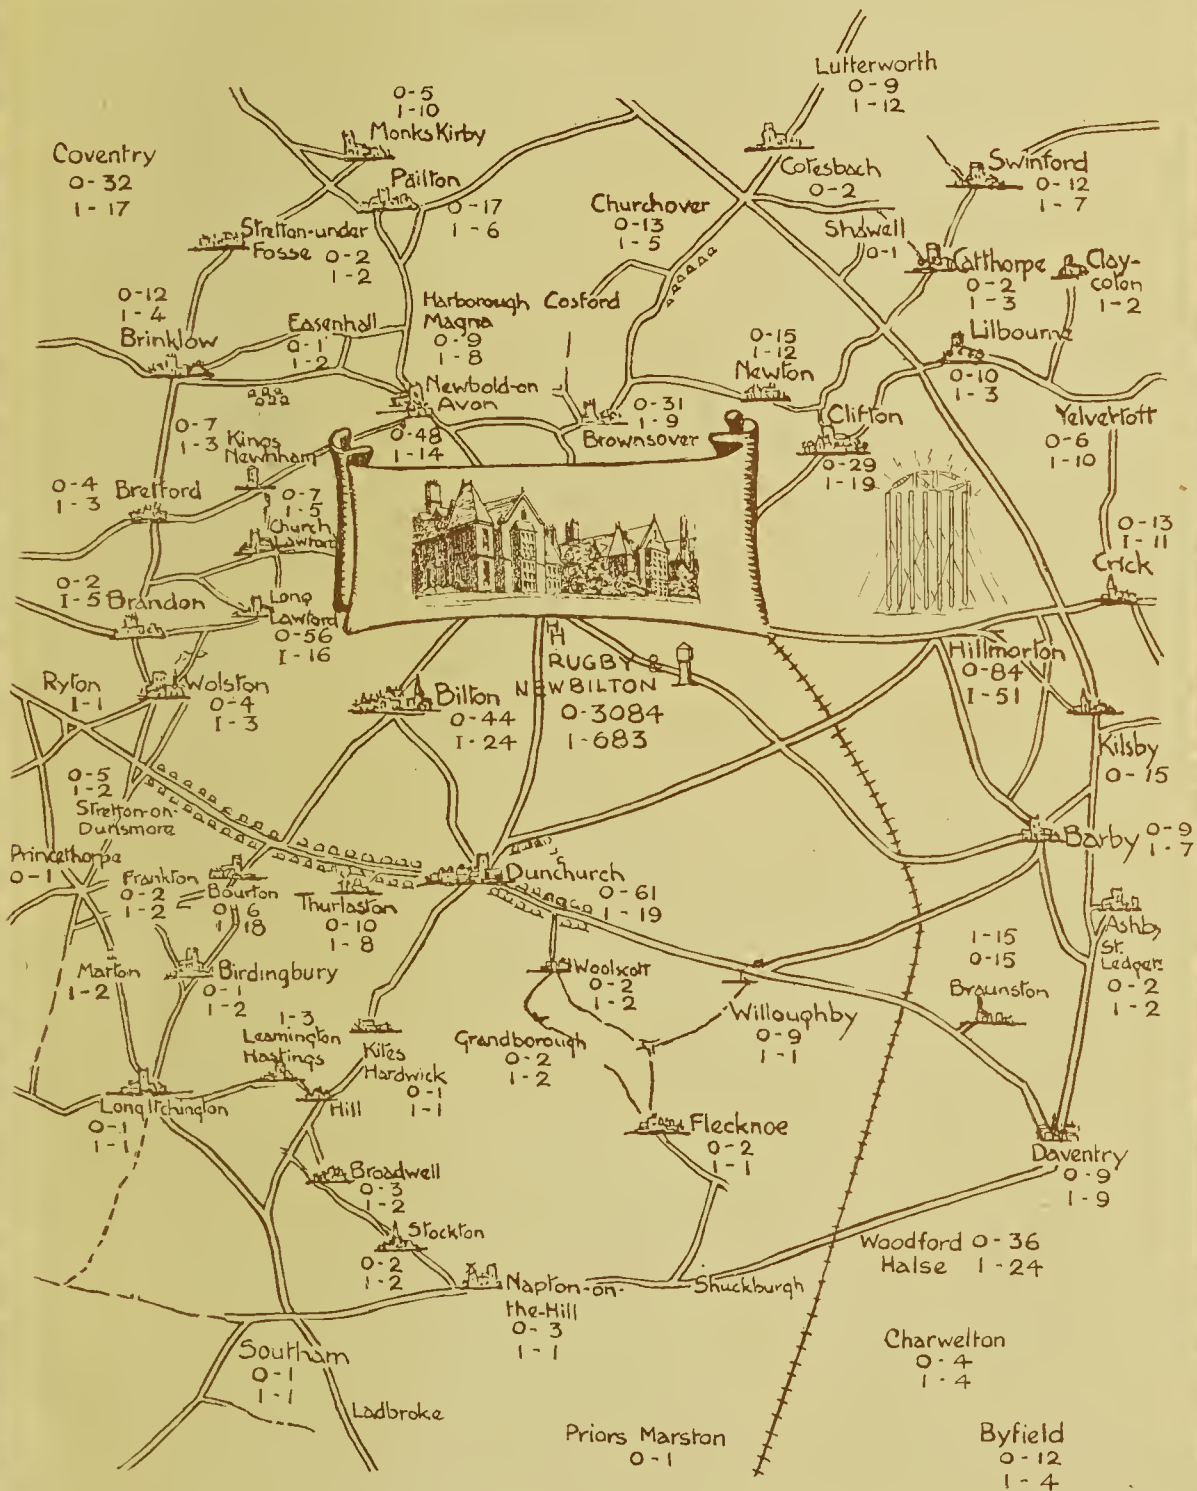 Lutterworth
0-9
1-12
0-5
1-10
Monks Kirby
Coventry
0-32
1-17
Pailton
0-17
1-6
Cotesbach
0-2
Swinford
0-12
1-7
Churchover
0-13
1-5
Shawell
0-1
Stretton-under
Fosse 0-2
1-2
Catthorpe
0-2
1-3
Clay-
coton
1-2
0-12
1-4
Brinklow
Easenhall
0-1
1-2
Harborough
Magna
0-9
1-8
Cosford
0-15
1-12
Newton
Lilbourne
0-10
1-3
Newbold-on
Avon
0-48
1-14
0-31
1-9
Brownsover
Clifton
0-29
1-19
Yelvertoft
0-6
1-10
0-7
1-3
Kings
Newnham
0-4
1-3
Bretford
0-7
1-5
Church
Lawford
0-13
1-11
Crick
0-2
1-5
Brandon
Long
Lawford
0-56
1-16
Hillmorton
0-84
1-51
Ryton
1-1
Wolston
0-4
1-3
Bilton
0-44
1-24
RUGBY &
NEWBILTON
0-3084
1-683
Kilsby
0-15
0-5
1-2
Stretton-on-
Dunsmore
Barby
0-9
1-7
Princethorpe
0-1
Frankton
0-2
1-2
Bourton
0-6
1-18
Thurlaston
0-10
1-8
Dunchurch
0-61
1-19
Ashby
St.
Ledgers
0-2
1-2
1-15
0-15
Braunston
Marton
1-2
Birdingbury
0-1
1-2
Woolscott
0-2
1-2
Willoughby
0-9
1-1
1-3
Leamington
Hastings
Kites
Hardwick
0-1
1-1
Grandborough
0-2
1-2
Long Itchington
0-1
1-1
Hill
Flecknoe
0-2
1-1
Daventry
0-9
1-9
Broadwell
0-3
1-2
Stockton
0-2
1-2
Woodford 0-36
Halse 1-24
Napton-on-
the-Hill
0-3
1-1
Shuckburgh
Southam
0-1
1-1
Charwelton
0-4
1-4
Ladbroke
Priors Marston
0-1
Byfield
0-12
1-4